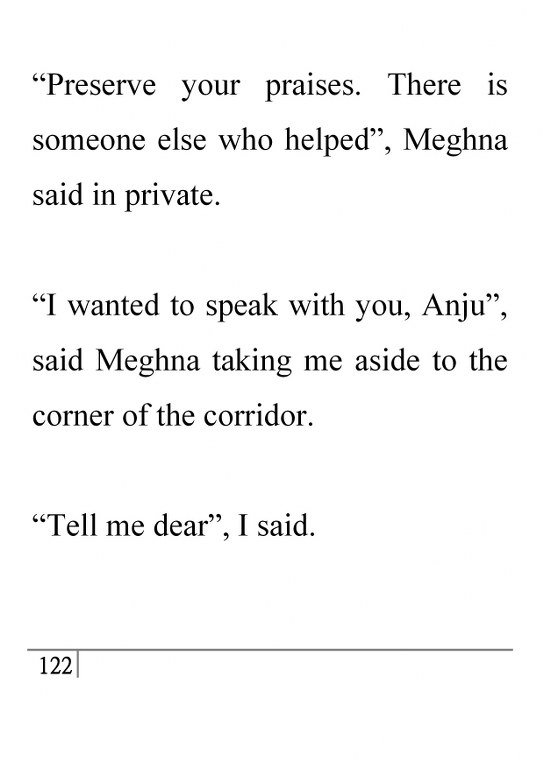 “Preserve your praises. There is
someone else who helped”, Meghna
said in private.
“I wanted to speak with you, Anju”,
said Meghna taking me aside to the
corner of the corridor.
“Tell me dear”, I said.
122